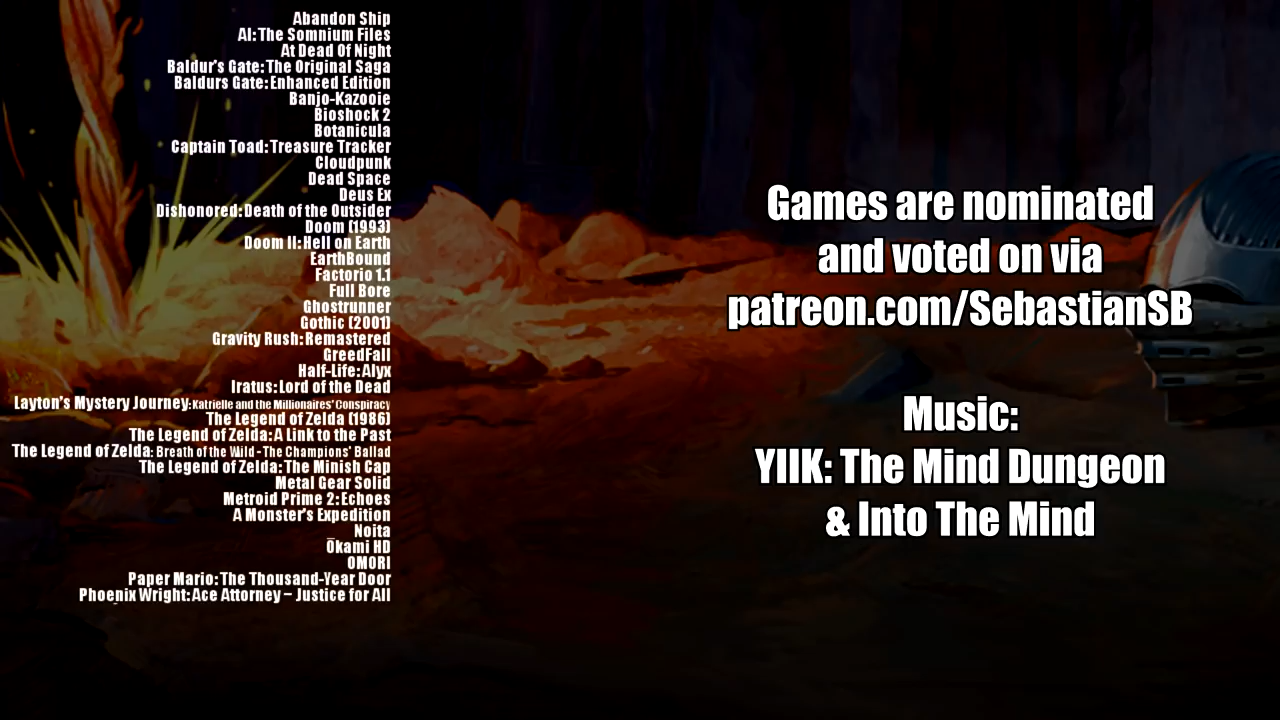 Abandon Ship
AI: The Somnium Files
At Dead Of Night
Baldur's Gate: The Original Saga
Baldurs Gate: Enhanced Edition
Banjo-Kazooie
Bioshock 2
Botanicula
Captain Toad: Treasure Tracker
Cloudpunk
Dead Space
Deus Ex
Dishonored: Death of the Outsider
Doom (1993)
Doom II: Hell on Earth
EarthBound
Factorio 1.1
Full Bore
Ghostrunner
Gothic (2001)
Gravity Rush: Remastered
GreedFall
Half-Life: Alyx
Iratus: Lord of the Dead
Layton's Mystery Journey: Katrielle and the Millionaires' Conspiracy
The Legend of Zelda (1986)
The Legend of Zelda: A Link to the Past
The Legend of Zelda: Breath of the Wild - The Champions' Ballad
The Legend of Zelda: The Minish Cap
Metal Gear Solid
Metroid Prime 2: Echoes
A Monster's Expedition
Noita
Ōkami HD
OMORI
Paper Mario: The Thousand-Year Door
Phoenix Wright: Ace Attorney – Justice for All
Games are nominated
and voted on via
patreon.com/SebastianSB
Music:
YIIK: The Mind Dungeon
& Into The Mind